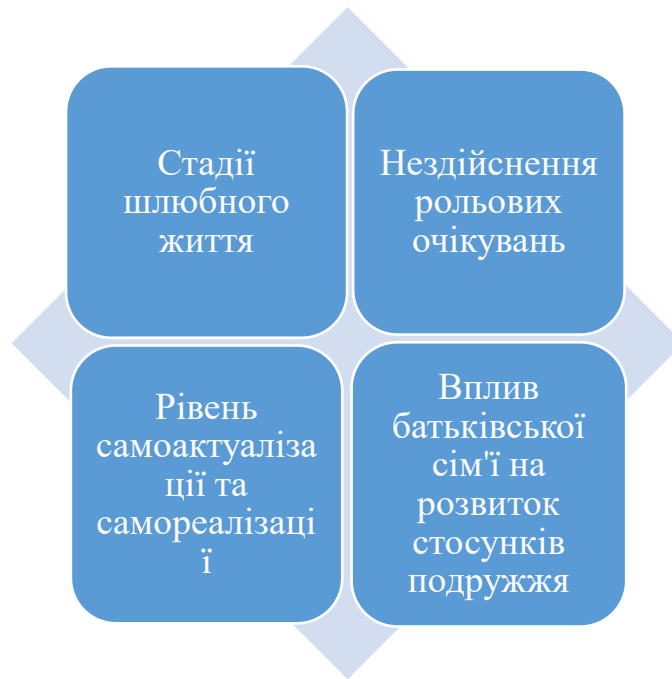 Стадії
шлюбного
життя
Нездійснення
рольових
очікувань
Рівень
самоактуаліза
ції та
самореалізаці
ї
Вплив
батьківської
сім'ї на
розвиток
стосунків
подружжя